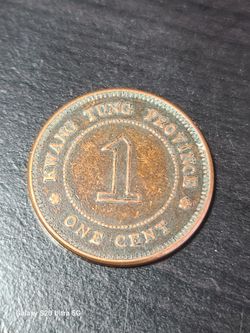 KWANG TUNG PROVINCE
1
ONE CENT
Galaxy S20 Ultra 5G